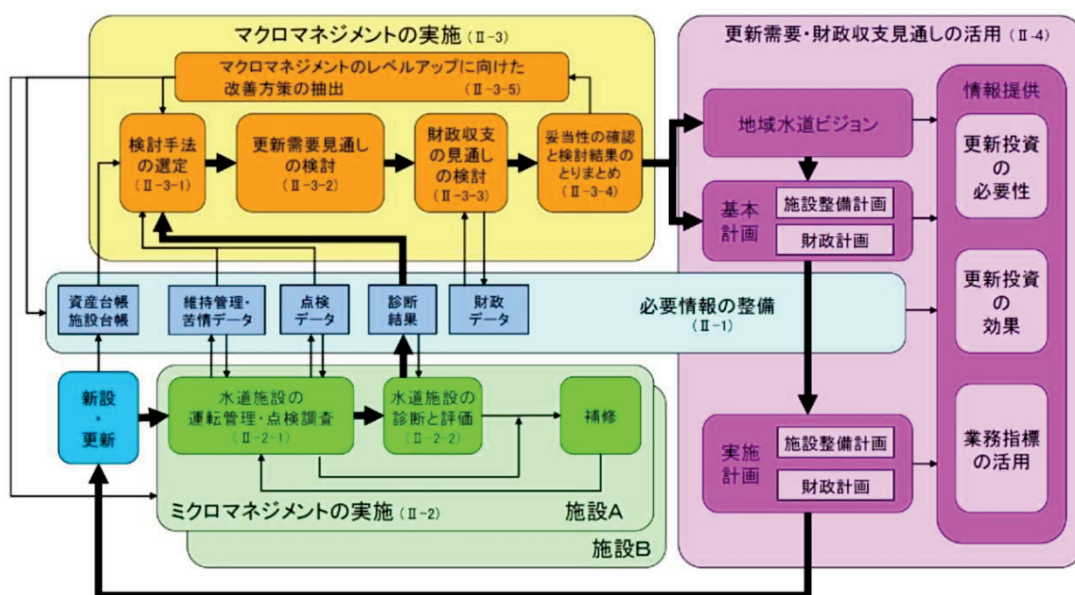 マクロマネジメントの実施(Ⅱ-3)
マクロマネジメントのレベルアップに向けた
改善方策の抽出 (Ⅱ-3-5)
検討手法
の選定
(Ⅱ-3-1)
更新需要見通し
の検討
(Ⅱ-3-2)
財政収支
の見通し
の検討
(Ⅱ-3-3)
妥当性の確認
と検討結果の
とりまとめ
(Ⅱ-3-4)
更新需要・財政収支見通しの活用(Ⅱ-4)
地域水道ビジョン
基本
計画
施設整備計画
財政計画
情報提供
更新投資
の
必要性
更新投資
の
効果
業務指標
の活用
資産台帳
施設台帳
維持管理・
苦情データ
点検
データ
診断
結果
財政
データ
必要情報の整備
(Ⅱ-1)
新設
・
更新
水道施設の
運転管理・点検調査
(Ⅱ-2-1)
水道施設の
診断と評価
(Ⅱ-2-2)
補修
ミクロマネジメントの実施(Ⅱ-2)
施設A
施設B
実施
計画
施設整備計画
財政計画